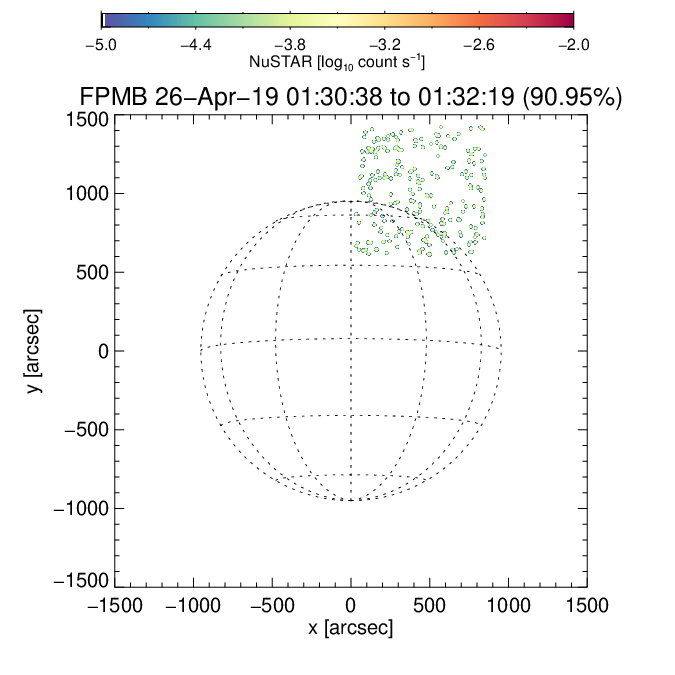 −5.0 −4.4 −3.8 −3.2 −2.6 −2.0
NuSTAR [log₁₀ count s⁻¹]
FPMB 26−Apr−19 01:30:38 to 01:32:19 (90.95%)
1500
1000
500
0
−500
−1000
−1500
y [arcsec]
−1500 −1000 −500 0 500 1000 1500
x [arcsec]